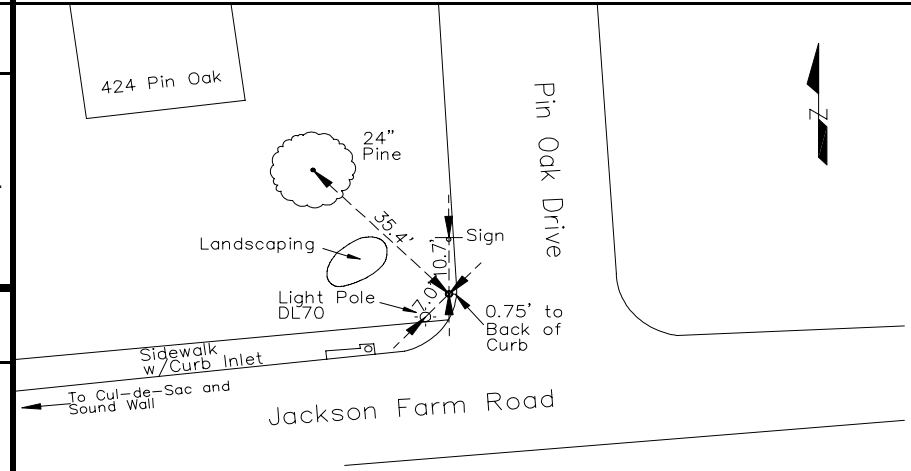 424 Pin Oak
24"
Pine
Pin Oak Drive
Z
35.4'
10.7'
Sign
Landscaping
7.0'
Light Pole
DL70
0.75' to
Back of
Curb
Sidewalk
w/Curb Inlet
To Cul-de-Sac and
Sound Wall
Jackson Farm Road